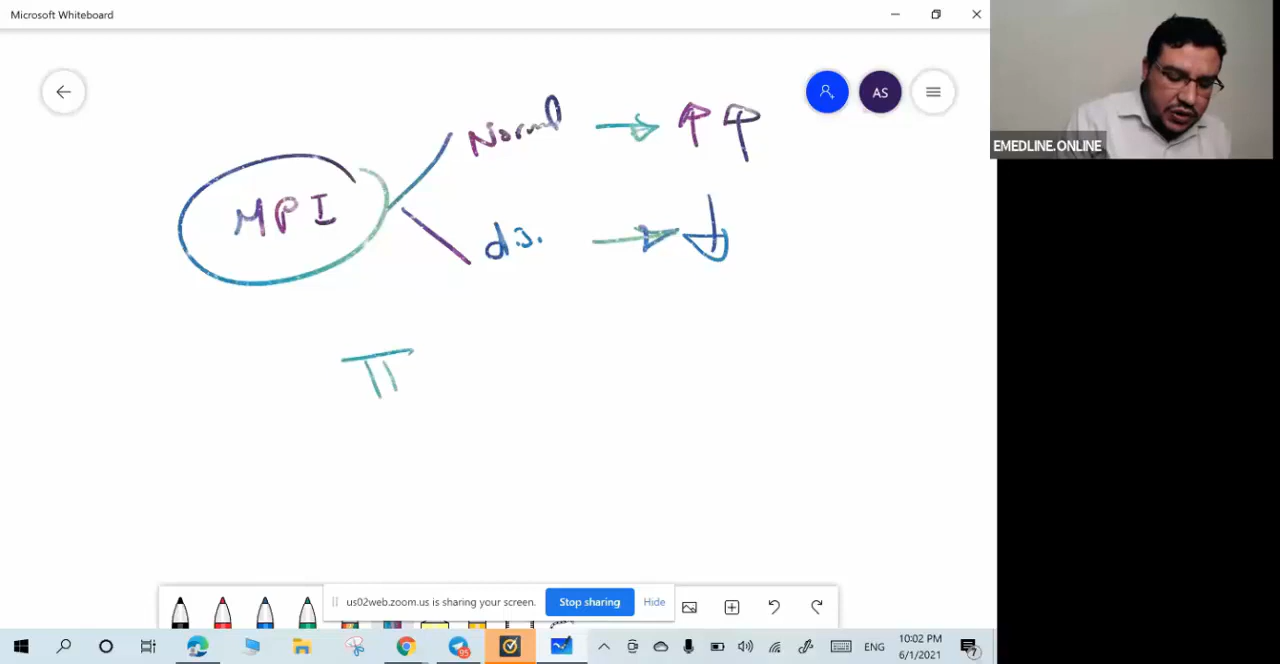 Microsoft Whiteboard
AS
EMEDLINE.ONLINE
Normal
MPI
d3.
us02web.zoom.us is sharing your screen. Stop sharing Hide
ENG
10:02 PM
6/1/2021